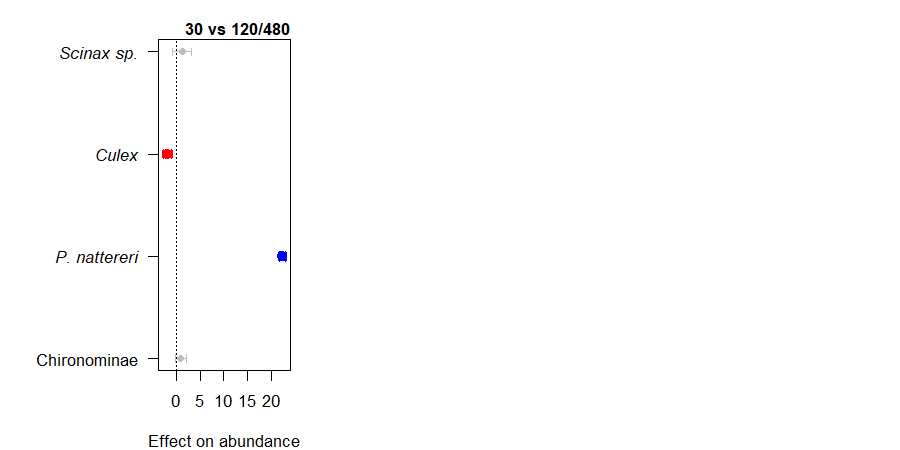 30 vs 120/480
Scinax sp.
Culex
P. nattereri
Chironominae
0 5 10 15 20
Effect on abundance